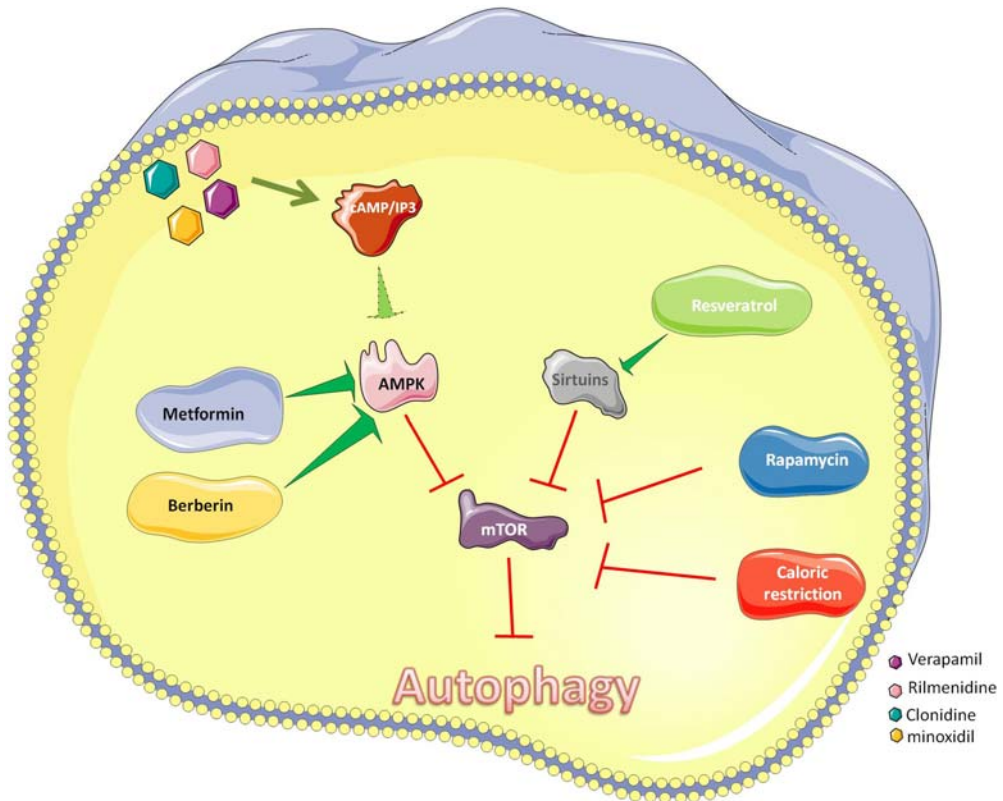 cAMP/IP3
Resveratrol
AMPK
Sirtuins
Metformin
Rapamycin
Berberin
mTOR
Caloric
restriction
Autophagy
Verapamil
Rilmenidine
Clonidine
minoxidil